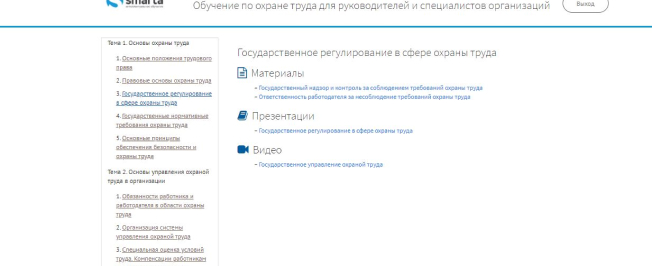 smarta
Обучение по охране труда для руководителей и специалистов организаций
Выход
Тема 1. Основы охраны труда
1. Основные положения трудового
права
2. Правовые основы охраны труда
3. Государственное регулирование
в сфере охраны труда
4. Государственные нормативные
требования охраны труда
5. Основные принципы
обеспечения безопасности и
охраны труда
Тема 2. Основы управления охраной
труда в организации
1. Обязанности работника и
работодателя в области охраны
труда
2. Организация системы
управления охраной труда
3. Специальная оценка условий
труда. Компенсации работникам
Государственное регулирование в сфере охраны труда
Материалы
- Государственный надзор и контроль за соблюдением требований охраны труда
- Ответственность работодателя за несоблюдение требований охраны труда
Презентации
- Государственное регулирование в сфере охраны труда
Видео
- Государственное управление охраной труда